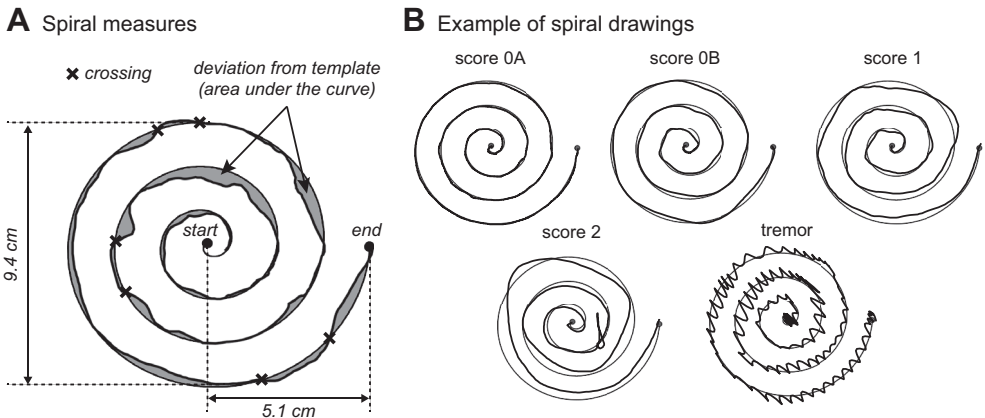 A Spiral measures
× crossing
deviation from template
(area under the curve)
start
end
9.4 cm
5.1 cm
B Example of spiral drawings
score 0A
score 0B
score 1
score 2
tremor